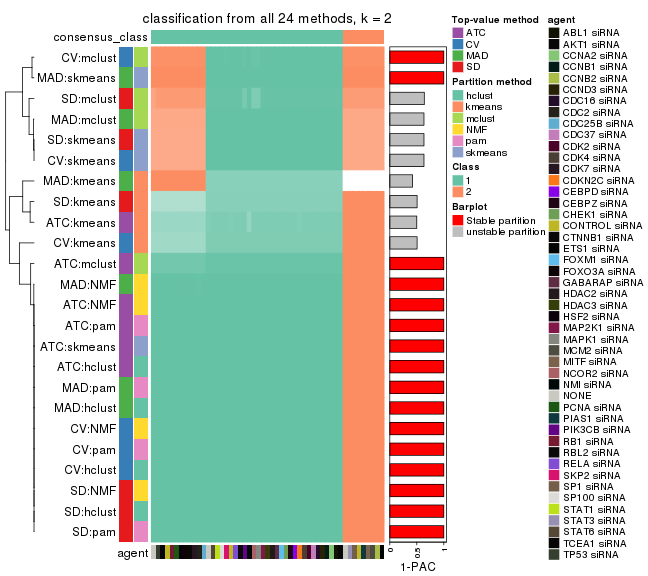 classification from all 24 methods, k = 2
consensus_class
CV:mclust
MAD:skmeans
SD:mclust
MAD:mclust
SD:skmeans
CV:skmeans
MAD:kmeans
SD:kmeans
ATC:kmeans
CV:kmeans
ATC:mclust
MAD:NMF
ATC:NMF
ATC:pam
ATC:skmeans
ATC:hclust
MAD:pam
MAD:hclust
CV:NMF
CV:pam
CV:hclust
SD:NMF
SD:hclust
SD:pam
agent
0
0.5
1
1-PAC
Top-value method
ATC
CV
MAD
SD
Partition method
hclust
kmeans
mclust
NMF
pam
skmeans
Class
1
2
Barplot
Stable partition
unstable partition
agent
ABL1 siRNA
AKT1 siRNA
CCNA2 siRNA
CCNB1 siRNA
CCNB2 siRNA
CCND3 siRNA
CDC16 siRNA
CDC2 siRNA
CDC25B siRNA
CDC37 siRNA
CDK2 siRNA
CDK4 siRNA
CDK7 siRNA
CDKN2C siRNA
CEBPD siRNA
CEBPZ siRNA
CHEK1 siRNA
CONTROL siRNA
CTNNB1 siRNA
ETS1 siRNA
FOXM1 siRNA
FOXO3A siRNA
GABARAP siRNA
HDAC2 siRNA
HDAC3 siRNA
HSF2 siRNA
MAP2K1 siRNA
MAPK1 siRNA
MCM2 siRNA
MITF siRNA
NCOR2 siRNA
NMI siRNA
NONE
PCNA siRNA
PIAS1 siRNA
PIK3CB siRNA
RB1 siRNA
RBL2 siRNA
RELA siRNA
SKP2 siRNA
SP1 siRNA
SP100 siRNA
STAT1 siRNA
STAT3 siRNA
STAT6 siRNA
TCEA1 siRNA
TP53 siRNA